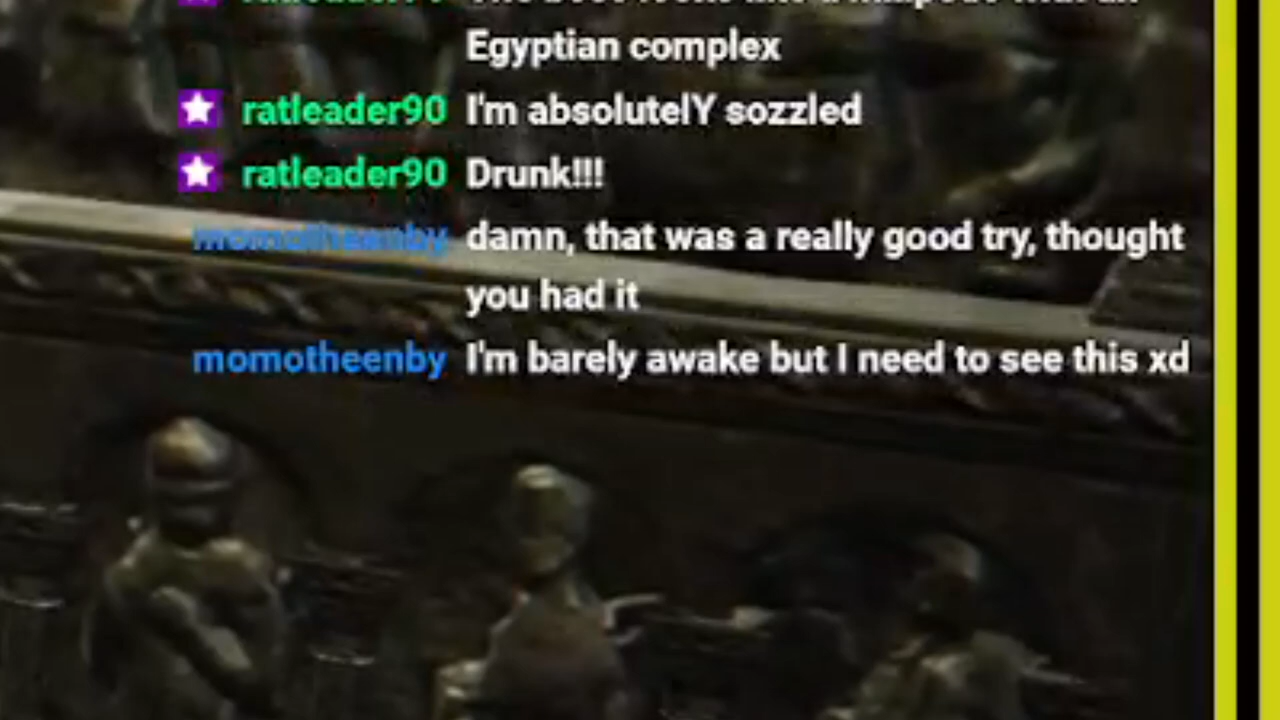 Egyptian complex
ratleader90 I'm absolutelY sozzled
ratleader90 Drunk!!!
momotheenby damn, that was a really good try, thought
you had it
momotheenby I'm barely awake but I need to see this xd